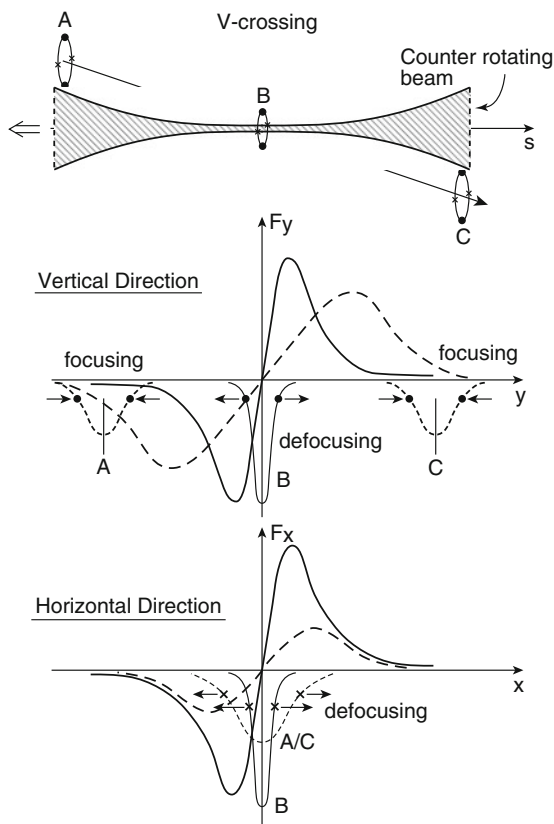 V-crossing
A
Counter rotating
beam
B
s
C
Fy
Vertical Direction
focusing
focusing
y
defocusing
A
B
C
Fx
Horizontal Direction
x
defocusing
A/C
B